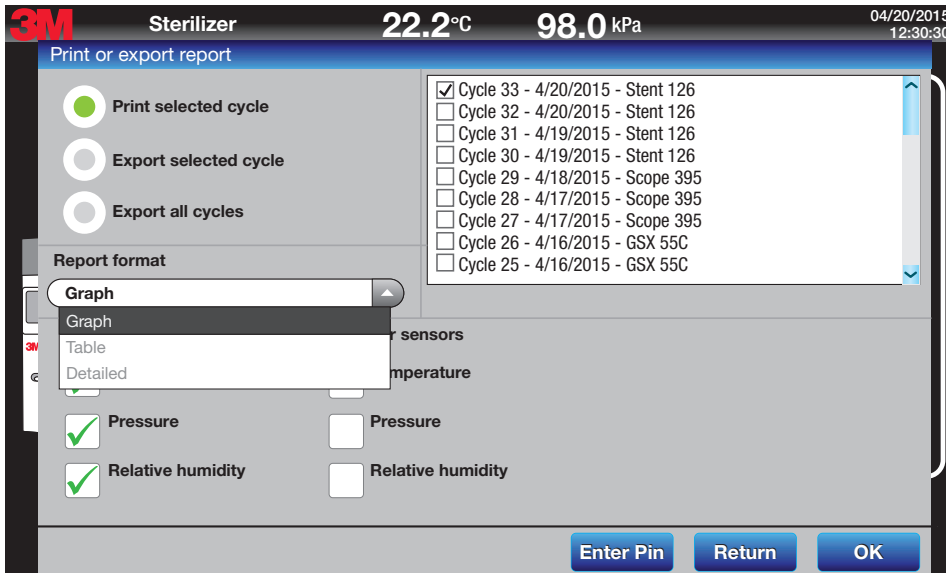 3M Sterilizer 22.2°C 98.0 kPa 04/20/2015
12:30:30
Print or export report
Print selected cycle
Export selected cycle
Export all cycles
Cycle 33 - 4/20/2015 - Stent 126
Cycle 32 - 4/20/2015 - Stent 126
Cycle 31 - 4/19/2015 - Stent 126
Cycle 30 - 4/19/2015 - Stent 126
Cycle 29 - 4/18/2015 - Scope 395
Cycle 28 - 4/17/2015 - Scope 395
Cycle 27 - 4/17/2015 - Scope 395
Cycle 26 - 4/16/2015 - GSX 55C
Cycle 25 - 4/16/2015 - GSX 55C
Report format
Graph
Graph
Table
Detailed
r sensors
mperature
Pressure Pressure
Relative humidity Relative humidity
3M
Enter Pin Return OK